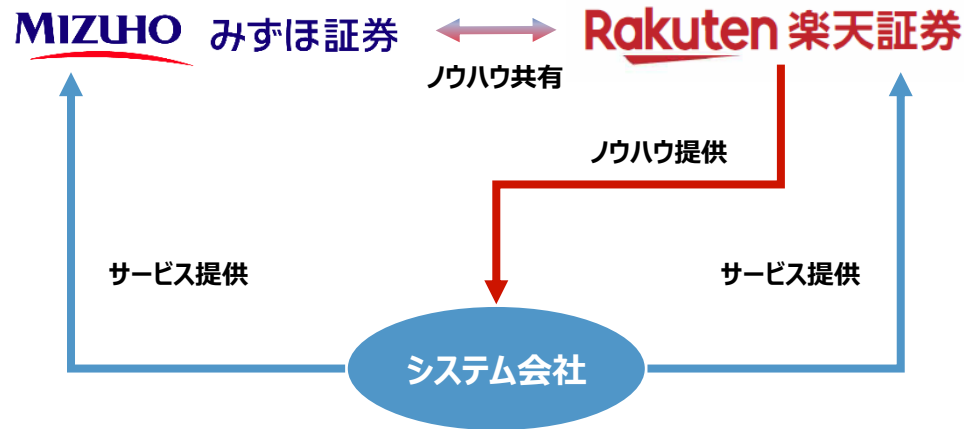 MIZUHO みずほ証券
Rakuten 楽天証券
ノウハウ共有
ノウハウ提供
サービス提供
サービス提供
システム会社